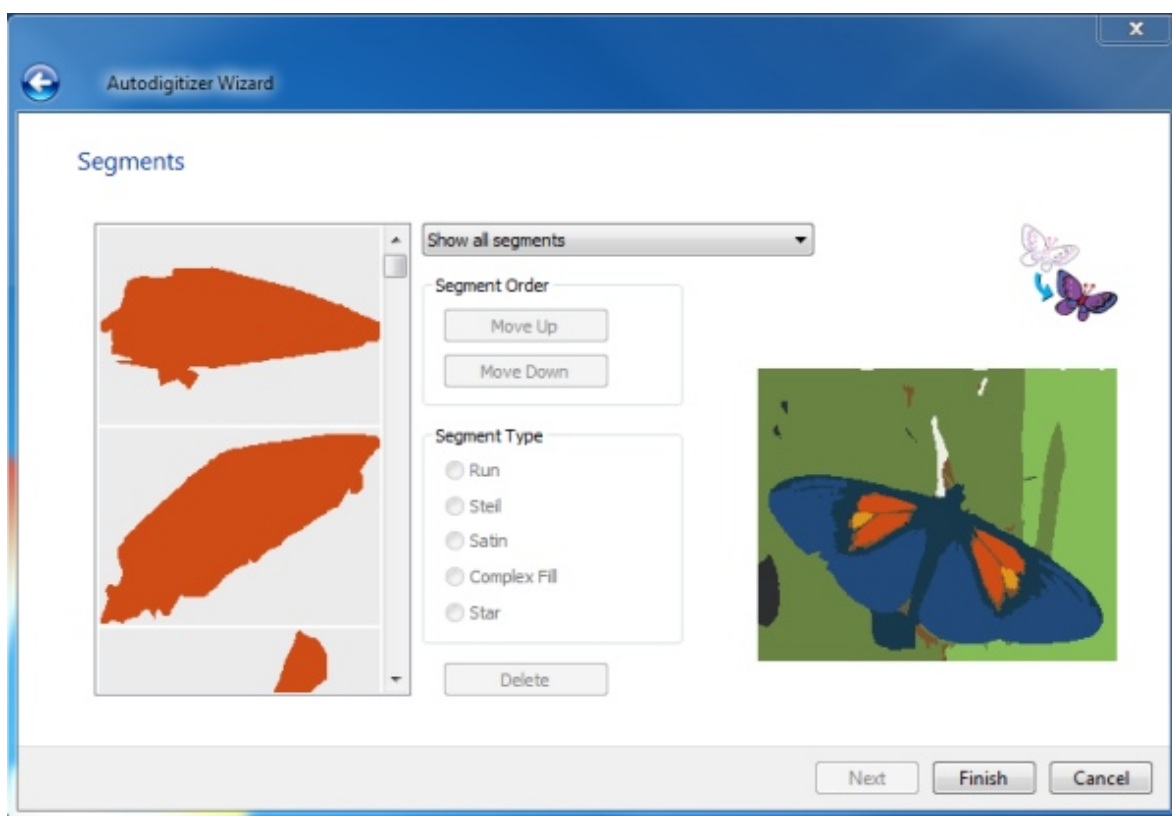 Autodigitizer Wizard
Segments
Show all segments
Segment Order
Move Up
Move Down
Segment Type
Run
Steil
Satin
Complex Fill
Star
Delete
Next
Finish
Cancel